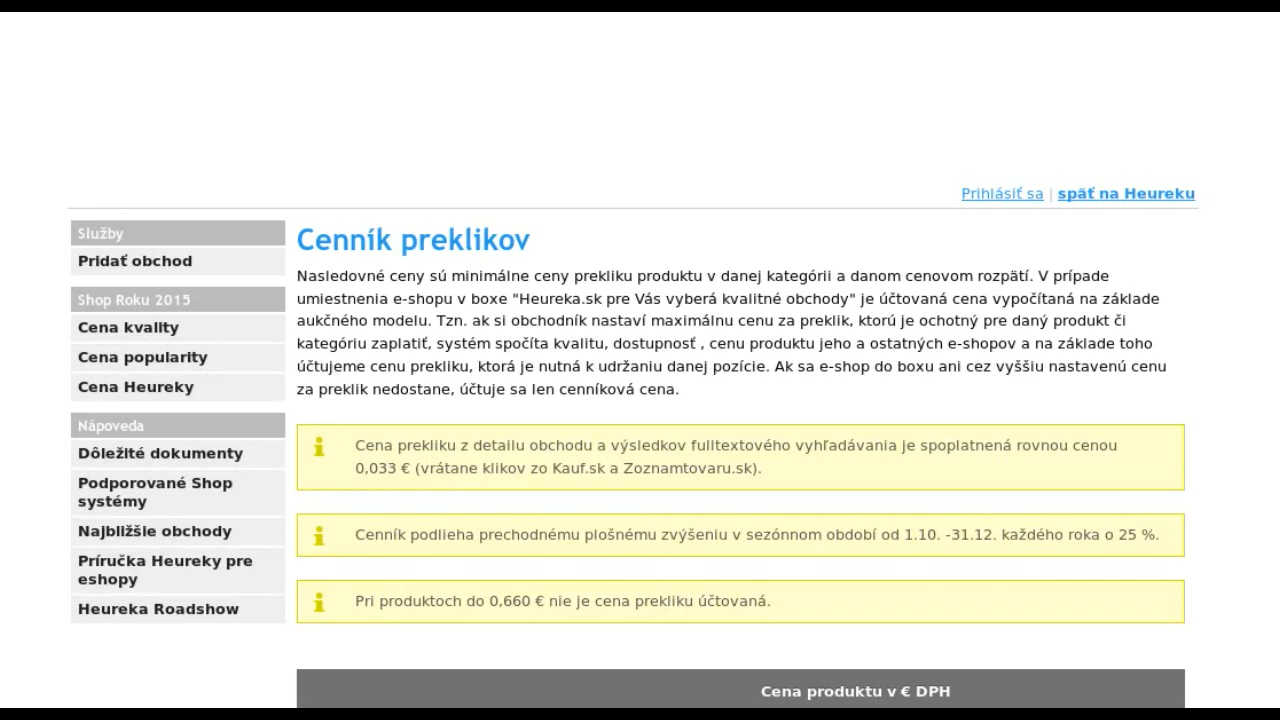 Prihlásiť sa | späť na Heureku
Služby
Pridať obchod
Shop Roku 2015
Cena kvality
Cena popularity
Cena Heureky
Nápoveda
Dôležité dokumenty
Podporované Shop
systémy
Najbližšie obchody
Príručka Heureky pre
eshopy
Heureka Roadshow
Cenník preklikov
Nasledovné ceny sú minimálne ceny prekliku produktu v danej kategórii a danom cenovom rozpätí. V prípade
umiestnenia e-shopu v boxe "Heureka.sk pre Vás vyberá kvalitné obchody" je účtovaná cena vypočítaná na základe
aukčného modelu. Tzn. ak si obchodník nastaví maximálnu cenu za preklik, ktorú je ochotný pre daný produkt či
kategóriu zaplatiť, systém spočíta kvalitu, dostupnosť , cenu produktu jeho a ostatných e-shopov a na základe toho
účtujeme cenu prekliku, ktorá je nutná k udržaniu danej pozície. Ak sa e-shop do boxu ani cez vyššiu nastavenú cenu
za preklik nedostane, účtuje sa len cenníková cena.
Cena prekliku z detailu obchodu a výsledkov fulltextového vyhľadávania je spoplatnená rovnou cenou
0,033 € (vrátane klikov zo Kauf.sk a Zoznamtovaru.sk).
Cenník podlieha prechodnému plošnému zvýšeniu v sezónnom období od 1.10. -31.12. každého roka o 25 %.
Pri produktoch do 0,660 € nie je cena prekliku účtovaná.
Cena produktu v € DPH